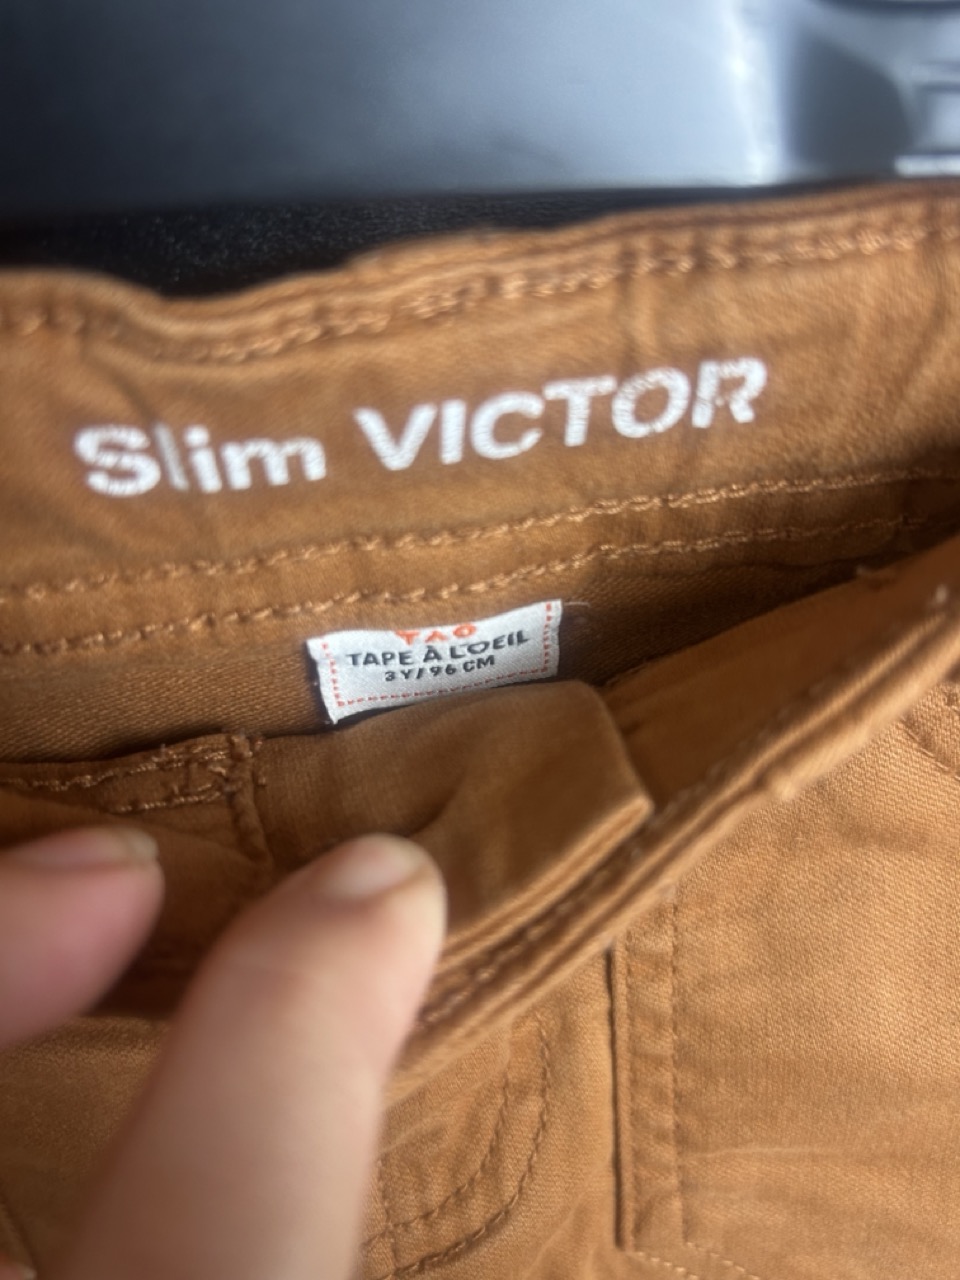 Slim VICTOR
TAO
TAPE À L'OEIL
3Y/96 CM